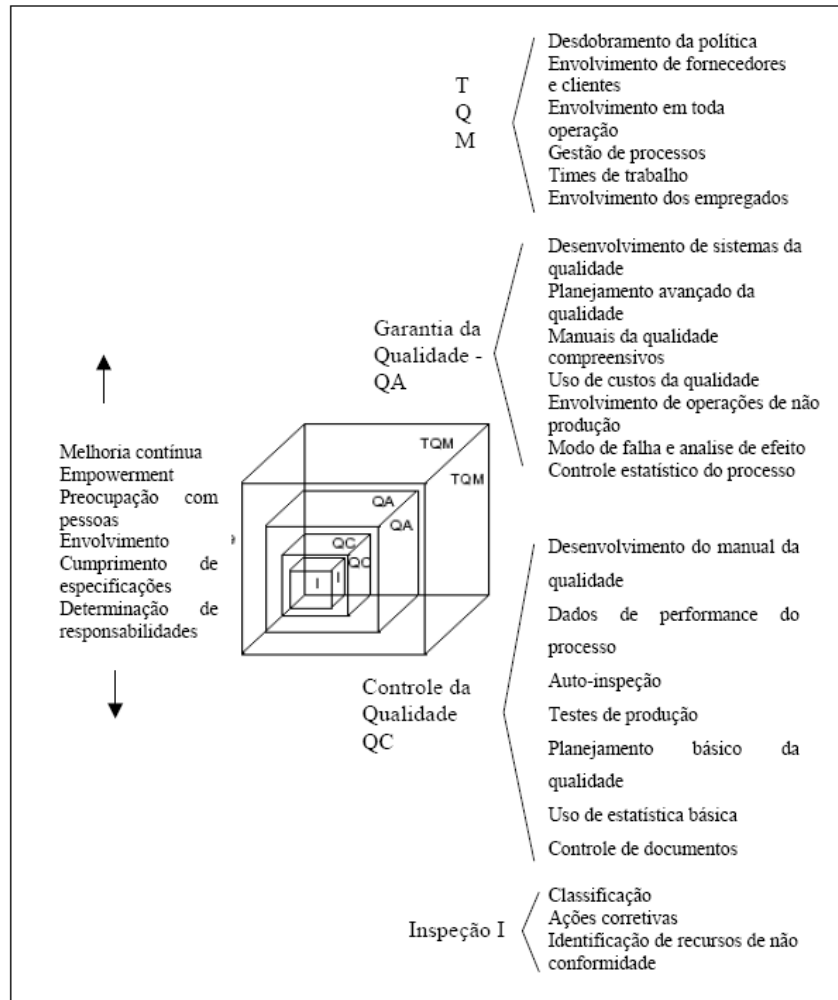 T
Q
M
Desdobramento da política
Envolvimento de fornecedores
e clientes
Envolvimento em toda
operação
Gestão de processos
Times de trabalho
Envolvimento dos empregados
Garantia da
Qualidade -
QA
Desenvolvimento de sistemas da
qualidade
Planejamento avançado da
qualidade
Manuais da qualidade
compreensivos
Uso de custos da qualidade
Envolvimento de operações de não
produção
Modo de falha e analise de efeito
Controle estatístico do processo
Melhoria contínua
Empowerment
Preocupação com
pessoas
Envolvimento
Cumprimento de
especificações
Determinação de
responsabilidades
TQM
TQM
QA
QA
QC
QC
I
I
Controle da
Qualidade
QC
Desenvolvimento do manual da
qualidade
Dados de performance do
processo
Auto-inspeção
Testes de produção
Planejamento básico da
qualidade
Uso de estatística básica
Controle de documentos
Inspeção I
Classificação
Ações corretivas
Identificação de recursos de não
conformidade